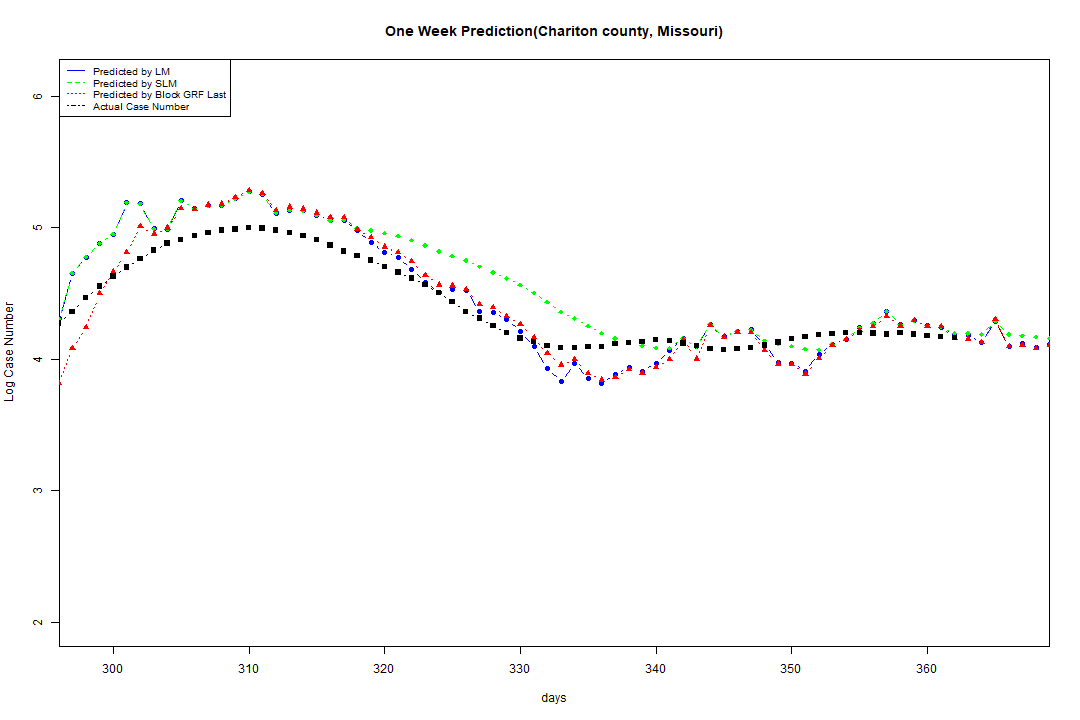 One Week Prediction(Chariton county, Missouri)
Predicted by LM
Predicted by SLM
Predicted by Block GRF Last
Actual Case Number
6
5
4
3
2
Log Case Number
300 310 320 330 340 350 360
days